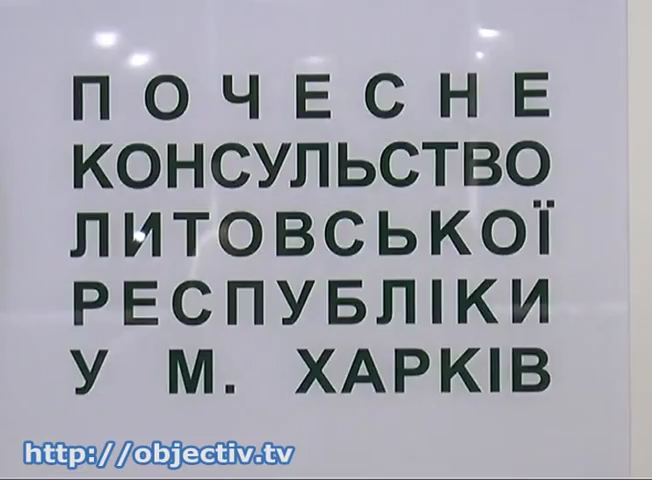 ПОЧЕСНЕ
КОНСУЛЬСТВО
ЛИТОВСЬКОЇ
РЕСПУБЛІКИ
У М. ХАРКІВ
http://objectiv.tv